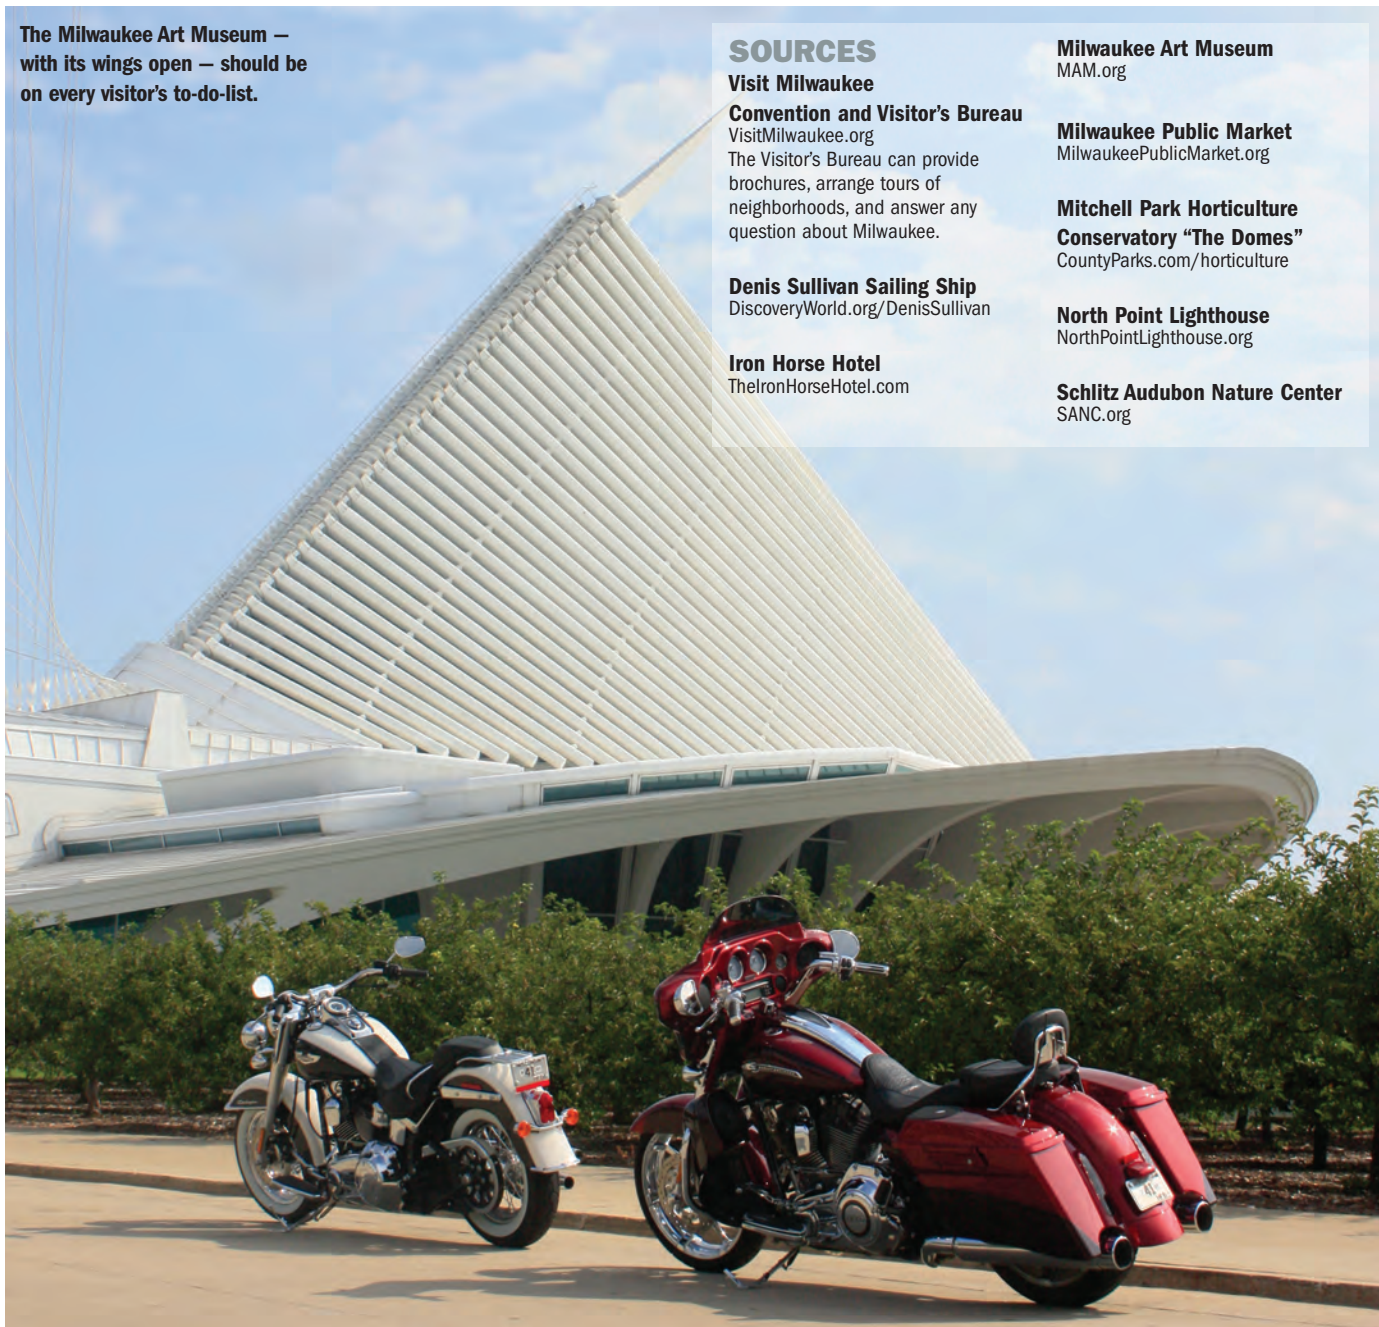 The Milwaukee Art Museum —
with its wings open — should be
on every visitor’s to-do-list.
SOURCES
Visit Milwaukee
Convention and Visitor’s Bureau
VisitMilwaukee.org
The Visitor’s Bureau can provide
brochures, arrange tours of
neighborhoods, and answer any
question about Milwaukee.
Denis Sullivan Sailing Ship
DiscoveryWorld.org/DenisSullivan
Iron Horse Hotel
TheIronHorseHotel.com
Milwaukee Art Museum
MAM.org
Milwaukee Public Market
MilwaukeePublicMarket.org
Mitchell Park Horticulture
Conservatory “The Domes”
CountyParks.com/horticulture
North Point Lighthouse
NorthPointLighthouse.org
Schlitz Audubon Nature Center
SANC.org
41
41